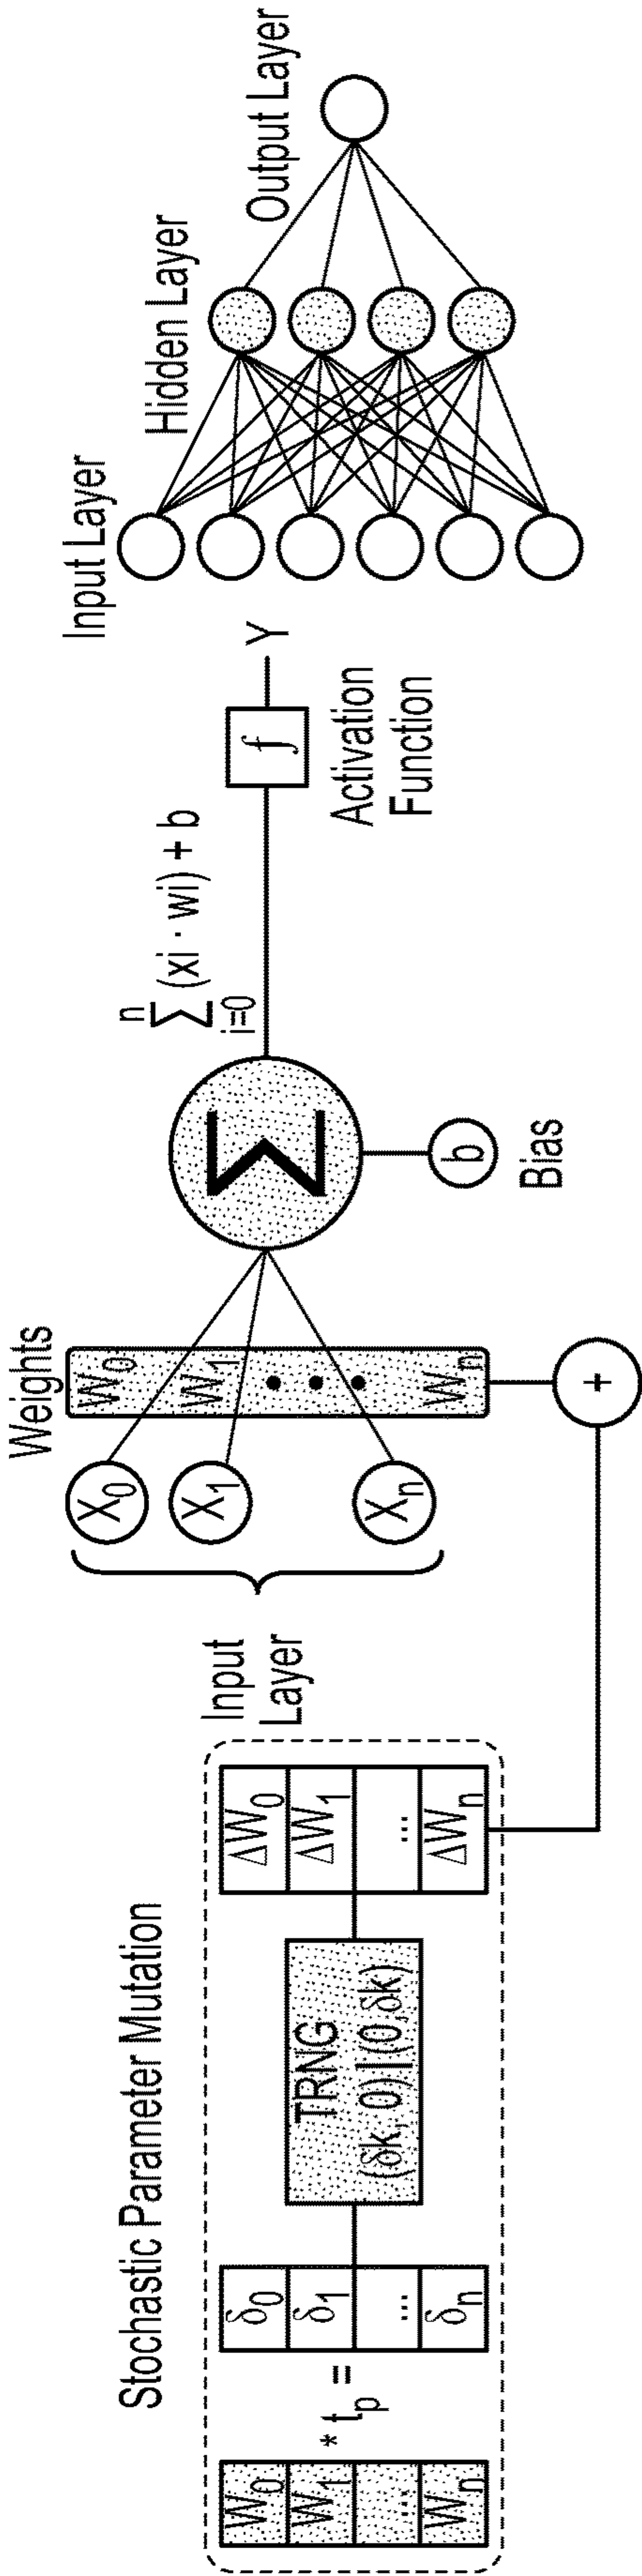 Stochastic Parameter Mutation
W0
W1
...
Wn
* tp =
δ0
δ1
...
δn
TRNG
(δk, 0)||(0,δk)
ΔW0
ΔW1
...
ΔWn
Input
Layer
X0
X1
Xn
Weights
W0
W1
Wn
+
Σ
b
Bias
n
Σ (xi · wi) + b
i=0
f
Activation
Function
Y
Input Layer
Hidden Layer
Output Layer